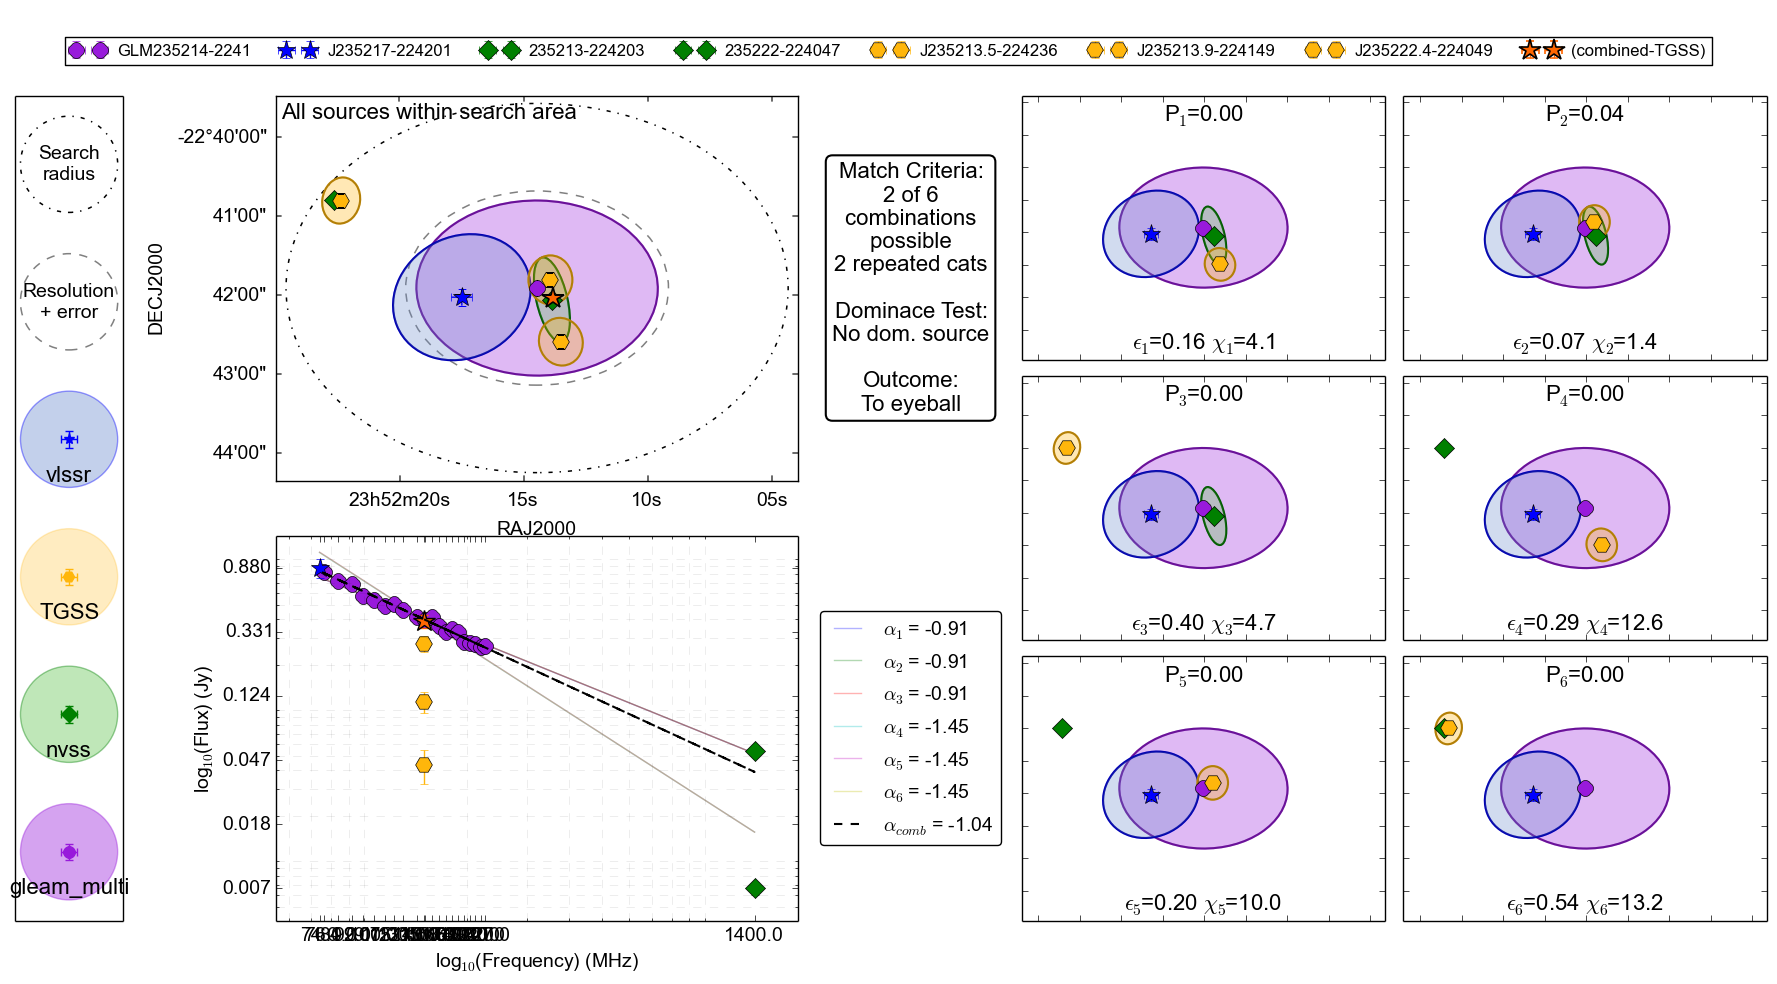 GLM235214-2241
J235217-224201
235213-224203
235222-224047
J235213.5-224236
J235213.9-224149
J235222.4-224049
(combined-TGSS)
Search
radius
Resolution
+ error
vlssr
TGSS
nvss
gleam_multi
All sources within search area
DECJ2000
-22°40'00"
41'00"
42'00"
43'00"
44'00"
23h52m20s
15s
10s
05s
RAJ2000
Match Criteria:
2 of 6
combinations
possible
2 repeated cats
Dominace Test:
No dom. source
Outcome:
To eyeball
log10(Flux) (Jy)
0.880
0.331
0.124
0.047
0.018
0.007
1400.0
log10(Frequency) (MHz)
α1 = -0.91
α2 = -0.91
α3 = -0.91
α4 = -1.45
α5 = -1.45
α6 = -1.45
αcomb = -1.04
P1=0.00
ϵ1=0.16 χ1=4.1
P2=0.04
ϵ2=0.07 χ2=1.4
P3=0.00
ϵ3=0.40 χ3=4.7
P4=0.00
ϵ4=0.29 χ4=12.6
P5=0.00
ϵ5=0.20 χ5=10.0
P6=0.00
ϵ6=0.54 χ6=13.2